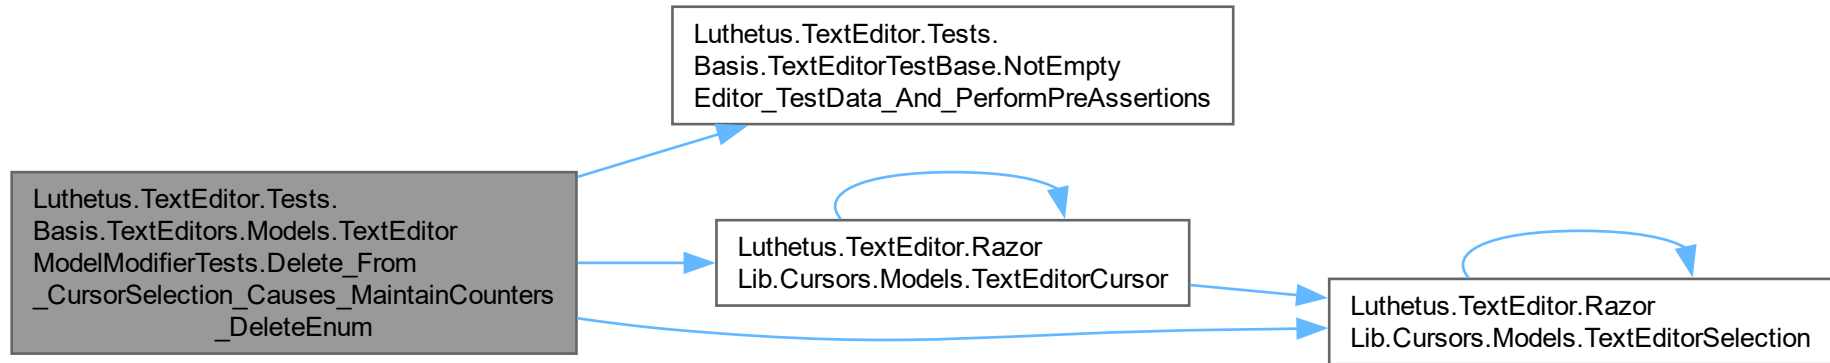 Luthetus.TextEditor.Tests.
Basis.TextEditors.Models.TextEditor
ModelModifierTests.Delete_From
_CursorSelection_Causes_MaintainCounters
_DeleteEnum
Luthetus.TextEditor.Tests.
Basis.TextEditorTestBase.NotEmpty
Editor_TestData_And_PerformPreAssertions
Luthetus.TextEditor.Razor
Lib.Cursors.Models.TextEditorCursor
Luthetus.TextEditor.Razor
Lib.Cursors.Models.TextEditorSelection